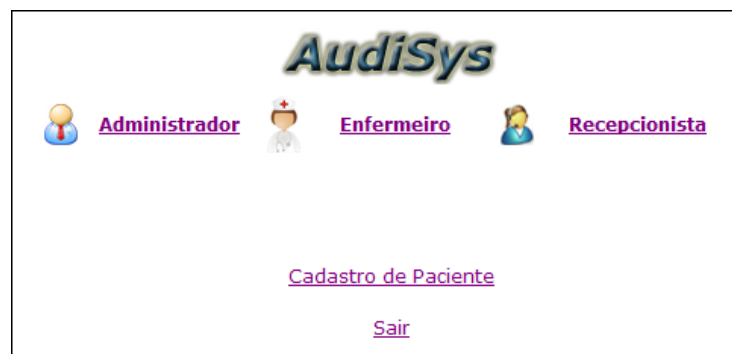 AudiSys
Administrador Enfermeiro Recepcionista
Cadastro de Paciente
Sair